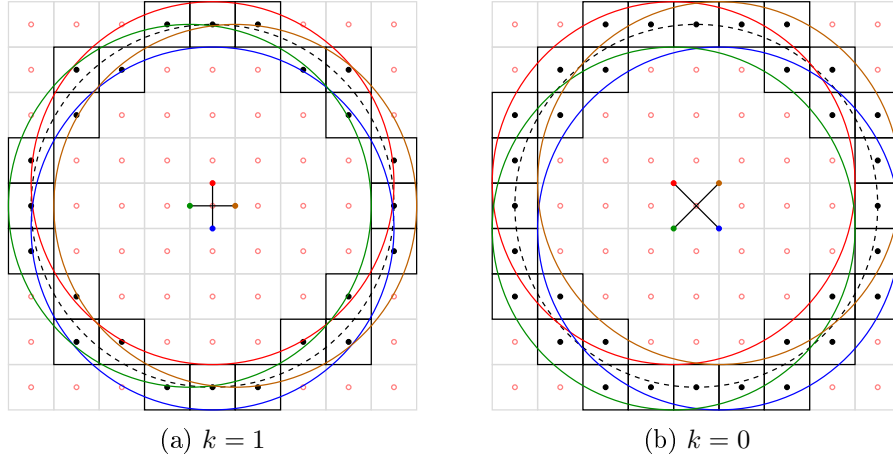 (a) k = 1
(b) k = 0